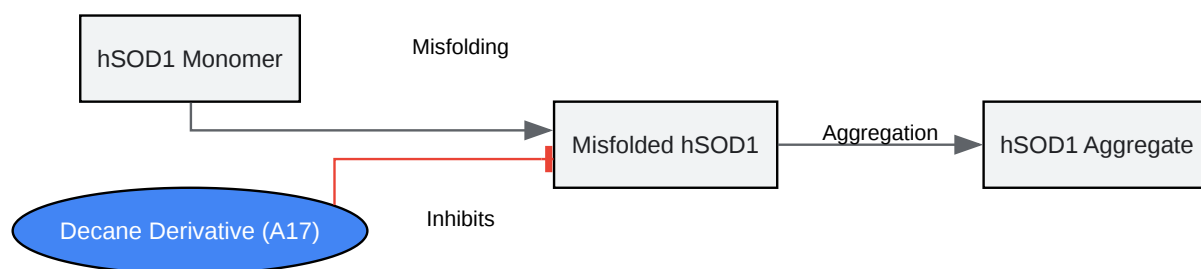 hSOD1 Monomer
Misfolding
Misfolded hSOD1
Aggregation
hSOD1 Aggregate
Inhibits
Decane Derivative (A17)